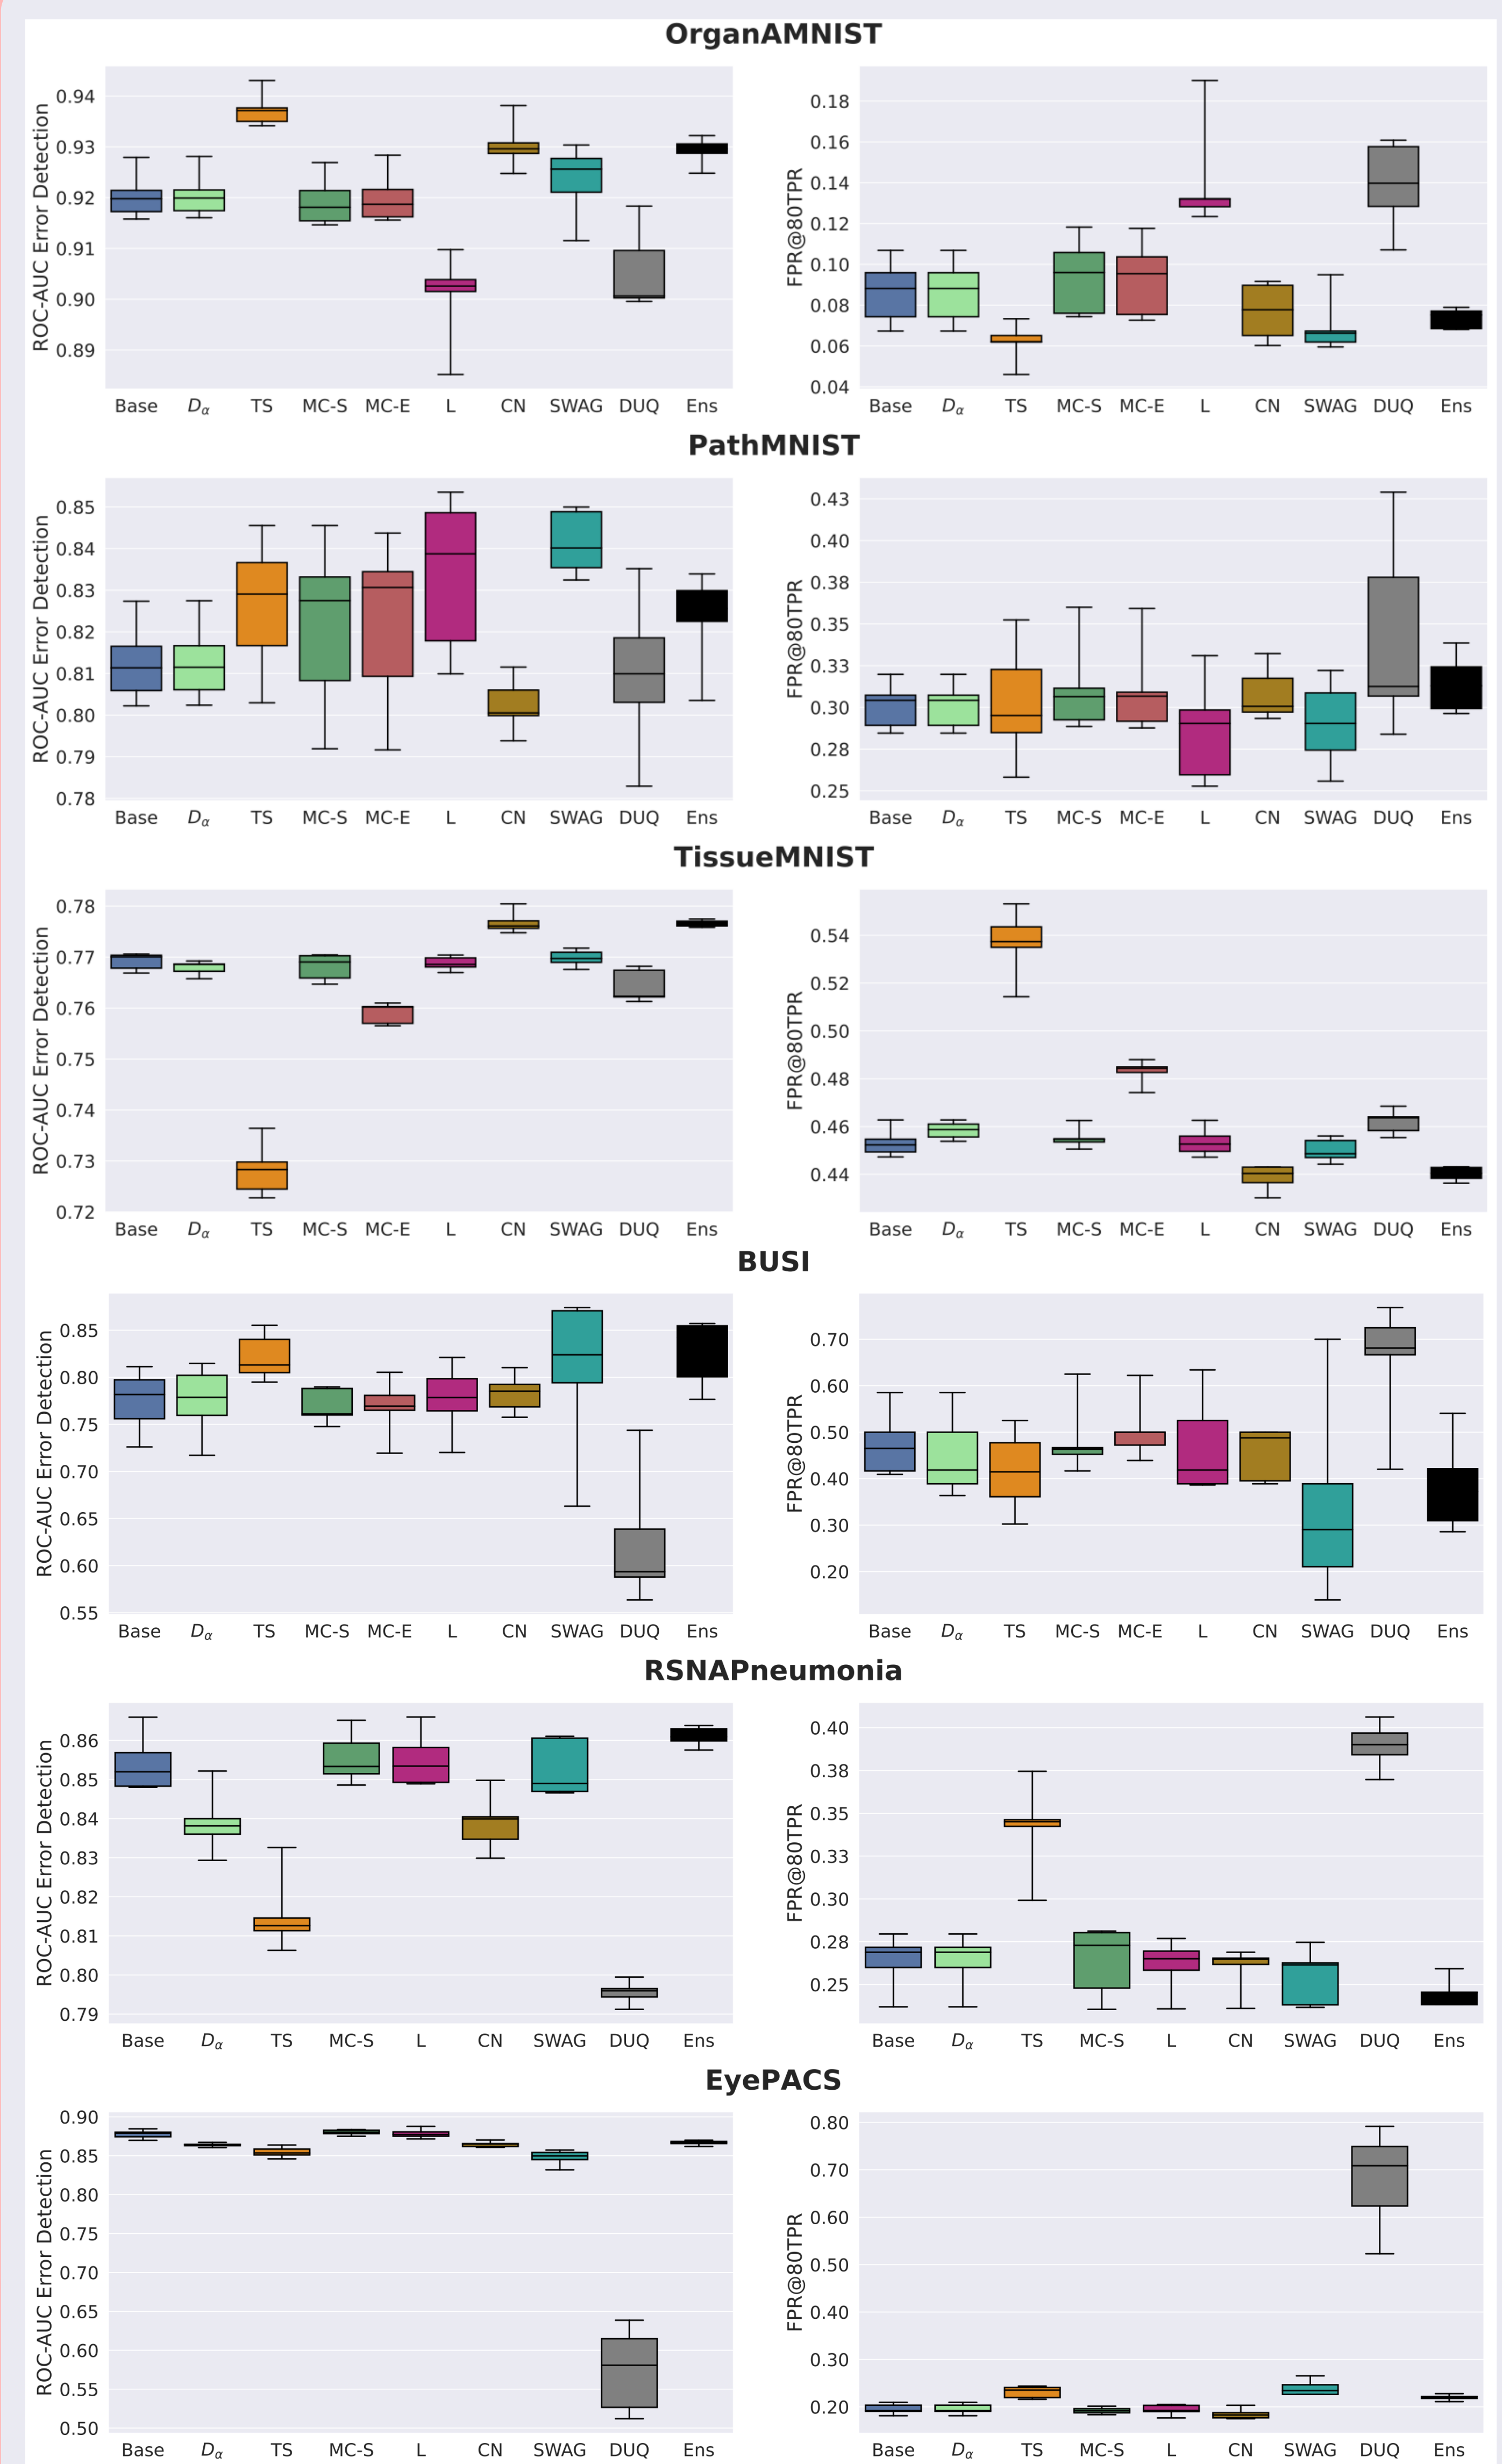 OrganAMNIST
ROC-AUC Error Detection
0.94
0.93
0.92
0.91
0.90
0.89
Base Dα TS MC-S MC-E L CN SWAG DUQ Ens
FPR@80TPR
0.18
0.16
0.14
0.12
0.10
0.08
0.06
0.04
Base Dα TS MC-S MC-E L CN SWAG DUQ Ens
PathMNIST
ROC-AUC Error Detection
0.85
0.84
0.83
0.82
0.81
0.80
0.79
0.78
Base Dα TS MC-S MC-E L CN SWAG DUQ Ens
FPR@80TPR
0.43
0.40
0.38
0.35
0.33
0.30
0.28
0.25
Base Dα TS MC-S MC-E L CN SWAG DUQ Ens
TissueMNIST
ROC-AUC Error Detection
0.78
0.77
0.76
0.75
0.74
0.73
0.72
Base Dα TS MC-S MC-E L CN SWAG DUQ Ens
FPR@80TPR
0.54
0.52
0.50
0.48
0.46
0.44
Base Dα TS MC-S MC-E L CN SWAG DUQ Ens
BUSI
ROC-AUC Error Detection
0.85
0.80
0.75
0.70
0.65
0.60
0.55
Base Dα TS MC-S MC-E L CN SWAG DUQ Ens
FPR@80TPR
0.70
0.60
0.50
0.40
0.30
0.20
Base Dα TS MC-S MC-E L CN SWAG DUQ Ens
RSNAPneumonia
ROC-AUC Error Detection
0.86
0.85
0.84
0.83
0.82
0.81
0.80
0.79
Base Dα TS MC-S L CN SWAG DUQ Ens
FPR@80TPR
0.40
0.38
0.35
0.33
0.30
0.28
0.25
Base Dα TS MC-S L CN SWAG DUQ Ens
EyePACS
ROC-AUC Error Detection
0.90
0.85
0.80
0.75
0.70
0.65
0.60
0.55
0.50
Base Dα TS MC-S L CN SWAG DUQ Ens
FPR@80TPR
0.80
0.70
0.60
0.50
0.40
0.30
0.20
Base Dα TS MC-S L CN SWAG DUQ Ens